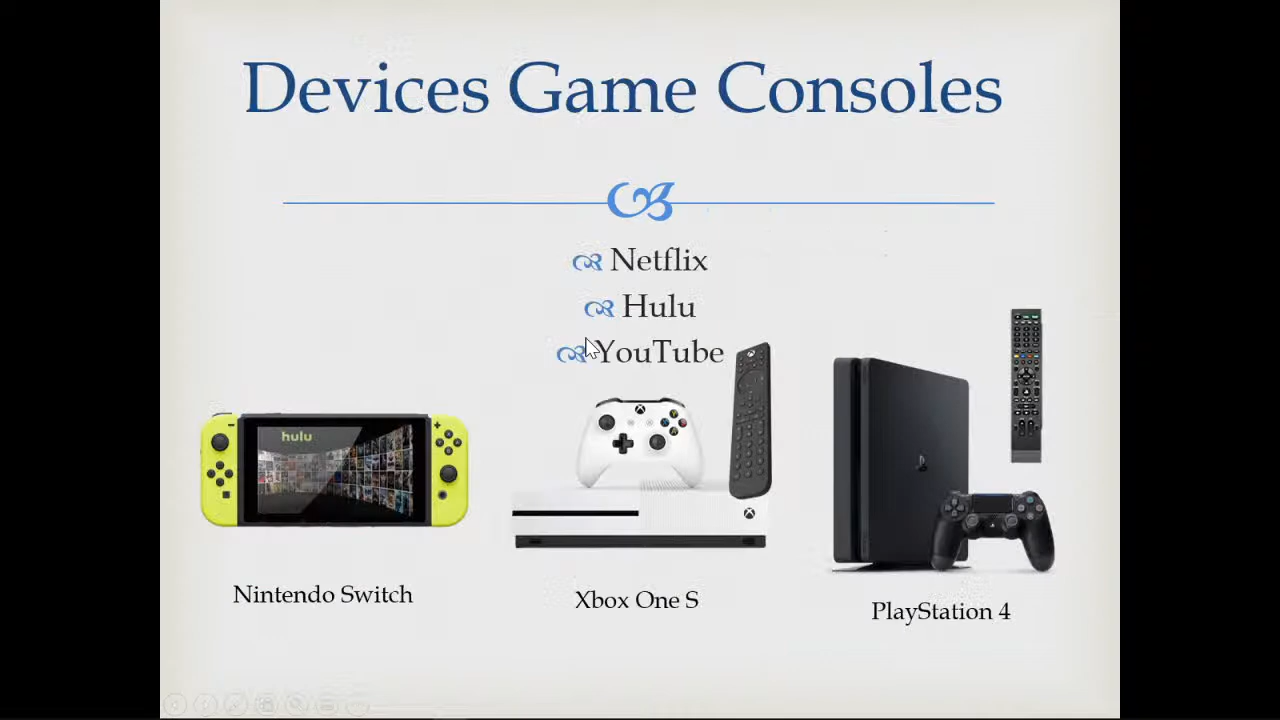 Devices Game Consoles
Netflix
Hulu
YouTube
hulu
Nintendo Switch
Xbox One S
PlayStation 4